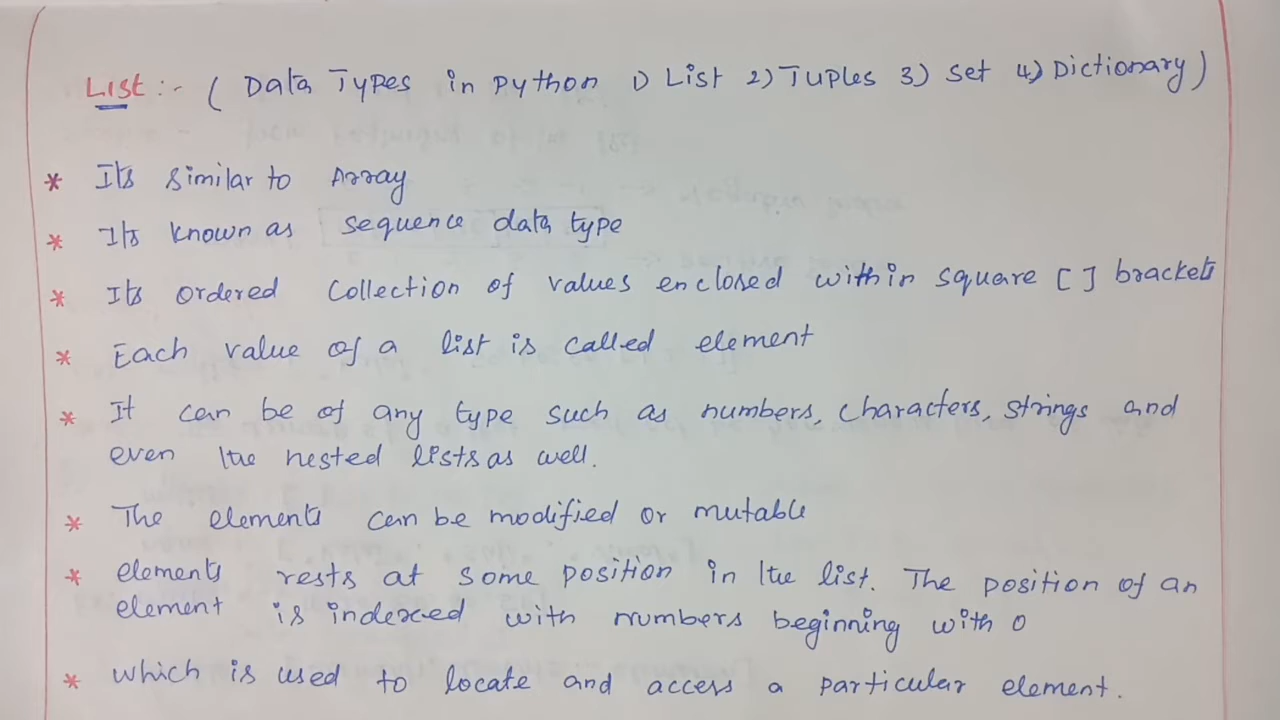 List :- ( Data Types in Python 1) List 2) Tuples 3) Set 4) Dictionary )
* It's similar to Array
* It's known as sequence data type
* It's ordered collection of values enclosed within square [ ] brackets
* Each value of a list is called element
* It can be of any type such as numbers, characters, strings and
even the nested lists as well.
* The elements can be modified or mutable
* elements rests at some position in the list. The position of an
element is indexed with numbers beginning with 0
* which is used to locate and access a particular element.